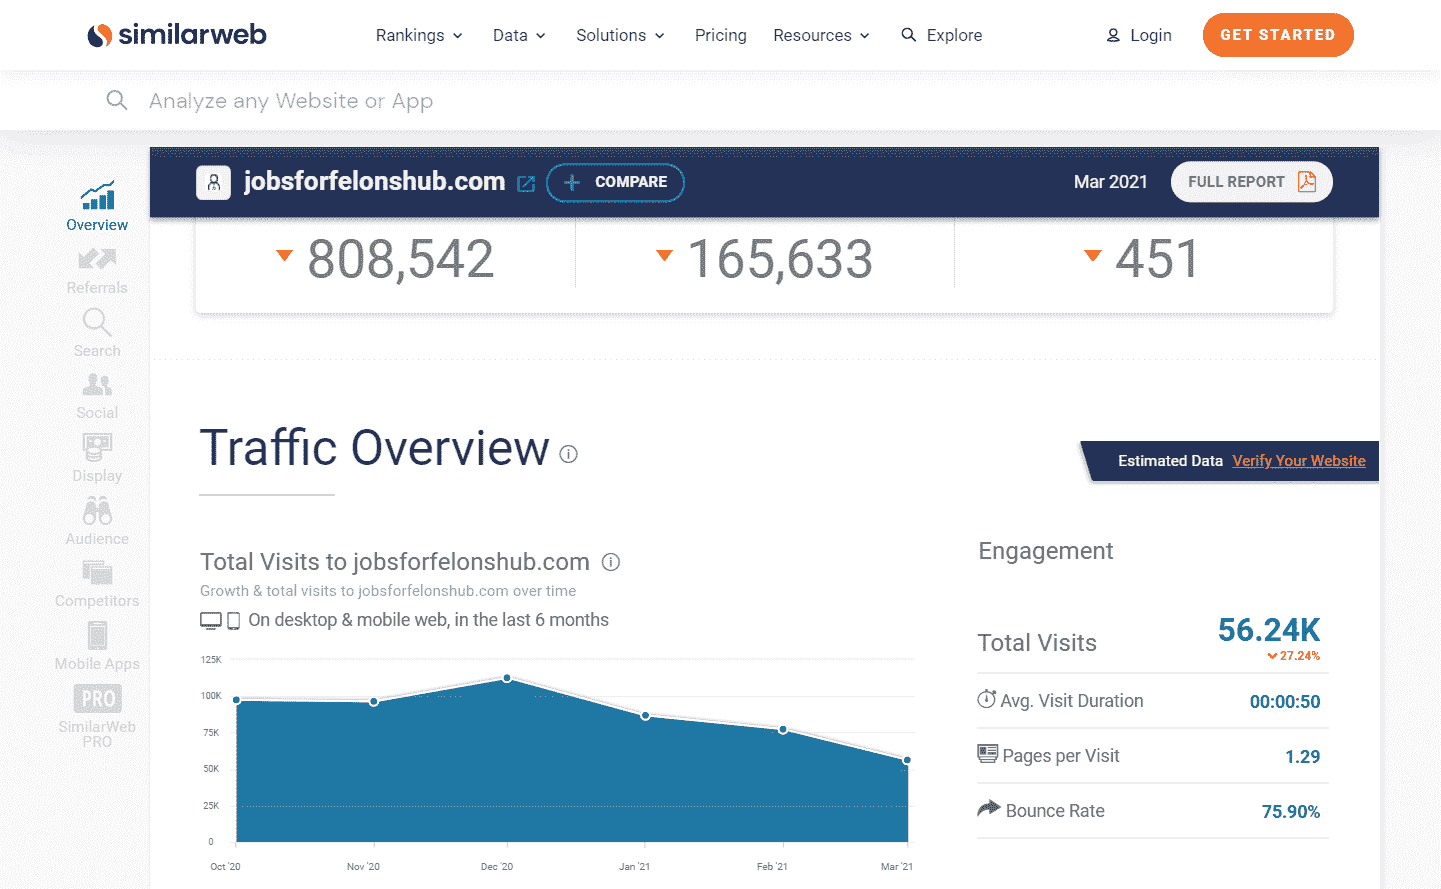 similarweb
Rankings Data Solutions Pricing Resources Explore Login GET STARTED
Analyze any Website or App
jobsforfelonshub.com COMPARE Mar 2021 FULL REPORT
808,542 165,633 451
Overview
Referrals
Search
Social
Display
Audience
Competitors
Mobile Apps
PRO
SimilarWeb
PRO
Traffic Overview
Estimated Data Verify Your Website
Total Visits to jobsforfelonshub.com
Growth & total visits to jobsforfelonshub.com over time
On desktop & mobile web, in the last 6 months
125K
100K
75K
50K
25K
0
Oct '20 Nov '20 Dec '20 Jan '21 Feb '21 Mar '21
Engagement
Total Visits 56.24K
27.24%
Avg. Visit Duration 00:00:50
Pages per Visit 1.29
Bounce Rate 75.90%